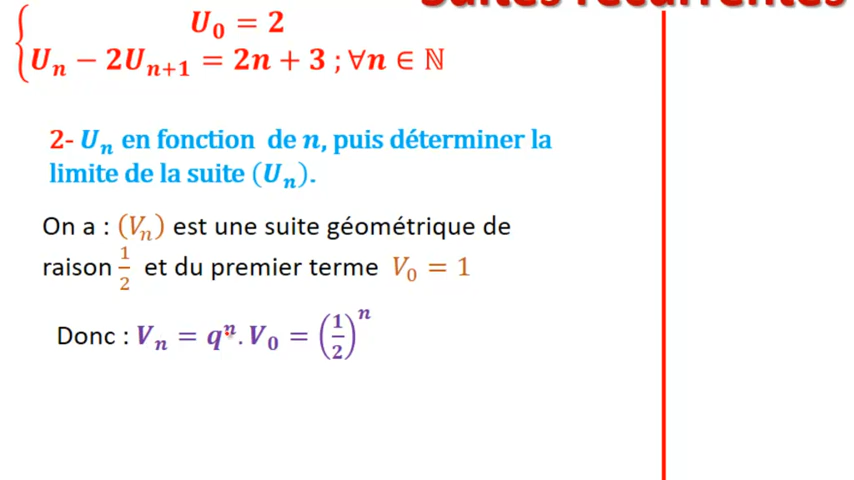 Suites récurrentes
U₀ = 2
Uₙ − 2Uₙ₊₁ = 2n + 3 ; ∀n ∈ ℕ
2- Uₙ en fonction de n, puis déterminer la
limite de la suite (Uₙ).
On a : (Vₙ) est une suite géométrique de
raison 1/2 et du premier terme V₀ = 1
Donc : Vₙ = qⁿ. V₀ = (1/2)ⁿ